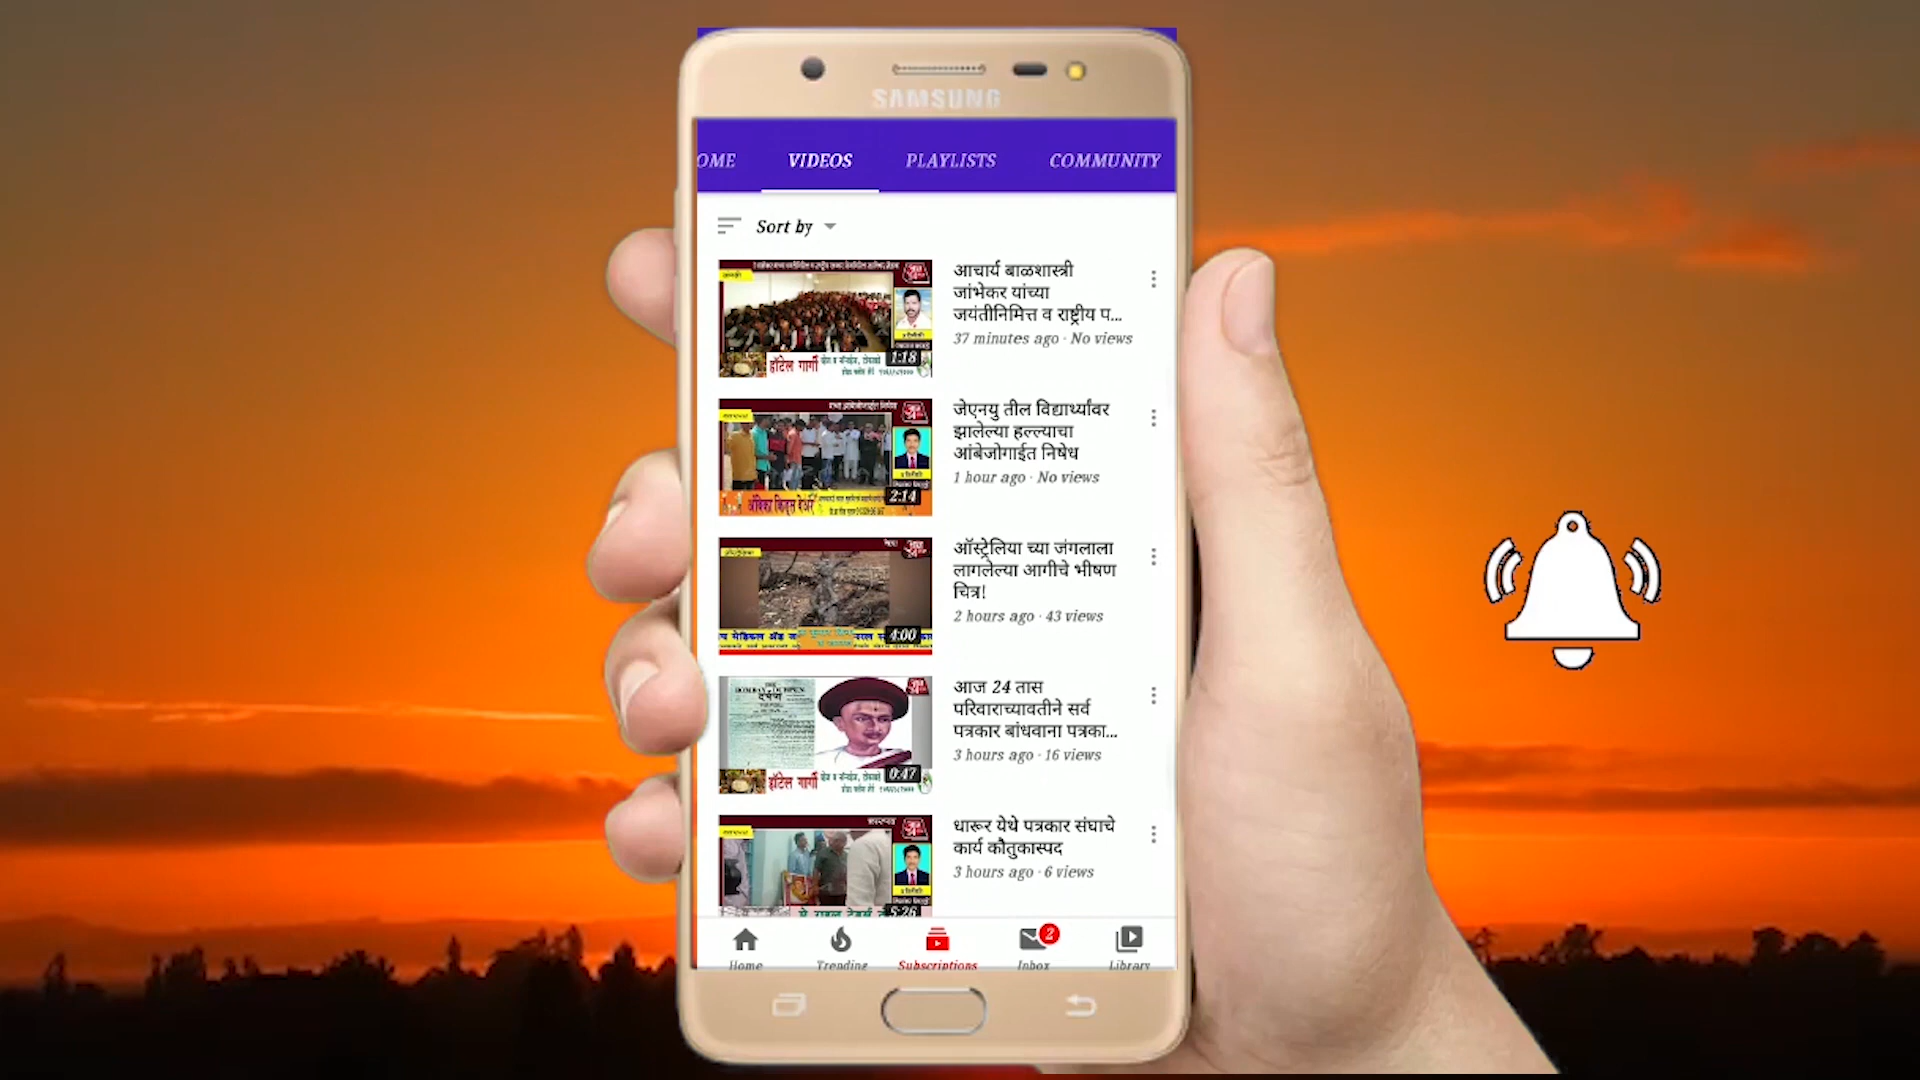 SAMSUNG
OME VIDEOS PLAYLISTS COMMUNITY
Sort by
आचार्य बाळशास्त्री
जांभेकर यांच्या
जयंतीनिमित्त व राष्ट्रीय प...
37 minutes ago · No views
हॉटेल गार्गी
1:18
जेएनयु तील विद्यार्थ्यांवर
झालेल्या हल्ल्याचा
आंबेजोगाईत निषेध
1 hour ago · No views
अंबिका किड्स वेअर
2:14
ऑस्ट्रेलिया च्या जंगलाला
लागलेल्या आगीचे भीषण
चित्र!
2 hours ago · 43 views
4:00
आज 24 तास
परिवाराच्यावतीने सर्व
पत्रकार बांधवाना पत्रका...
3 hours ago · 16 views
हॉटेल गार्गी
0:47
धारूर येथे पत्रकार संघाचे
कार्य कौतुकास्पद
3 hours ago · 6 views
5:26
2
Home Trending Subscriptions Inbox Library